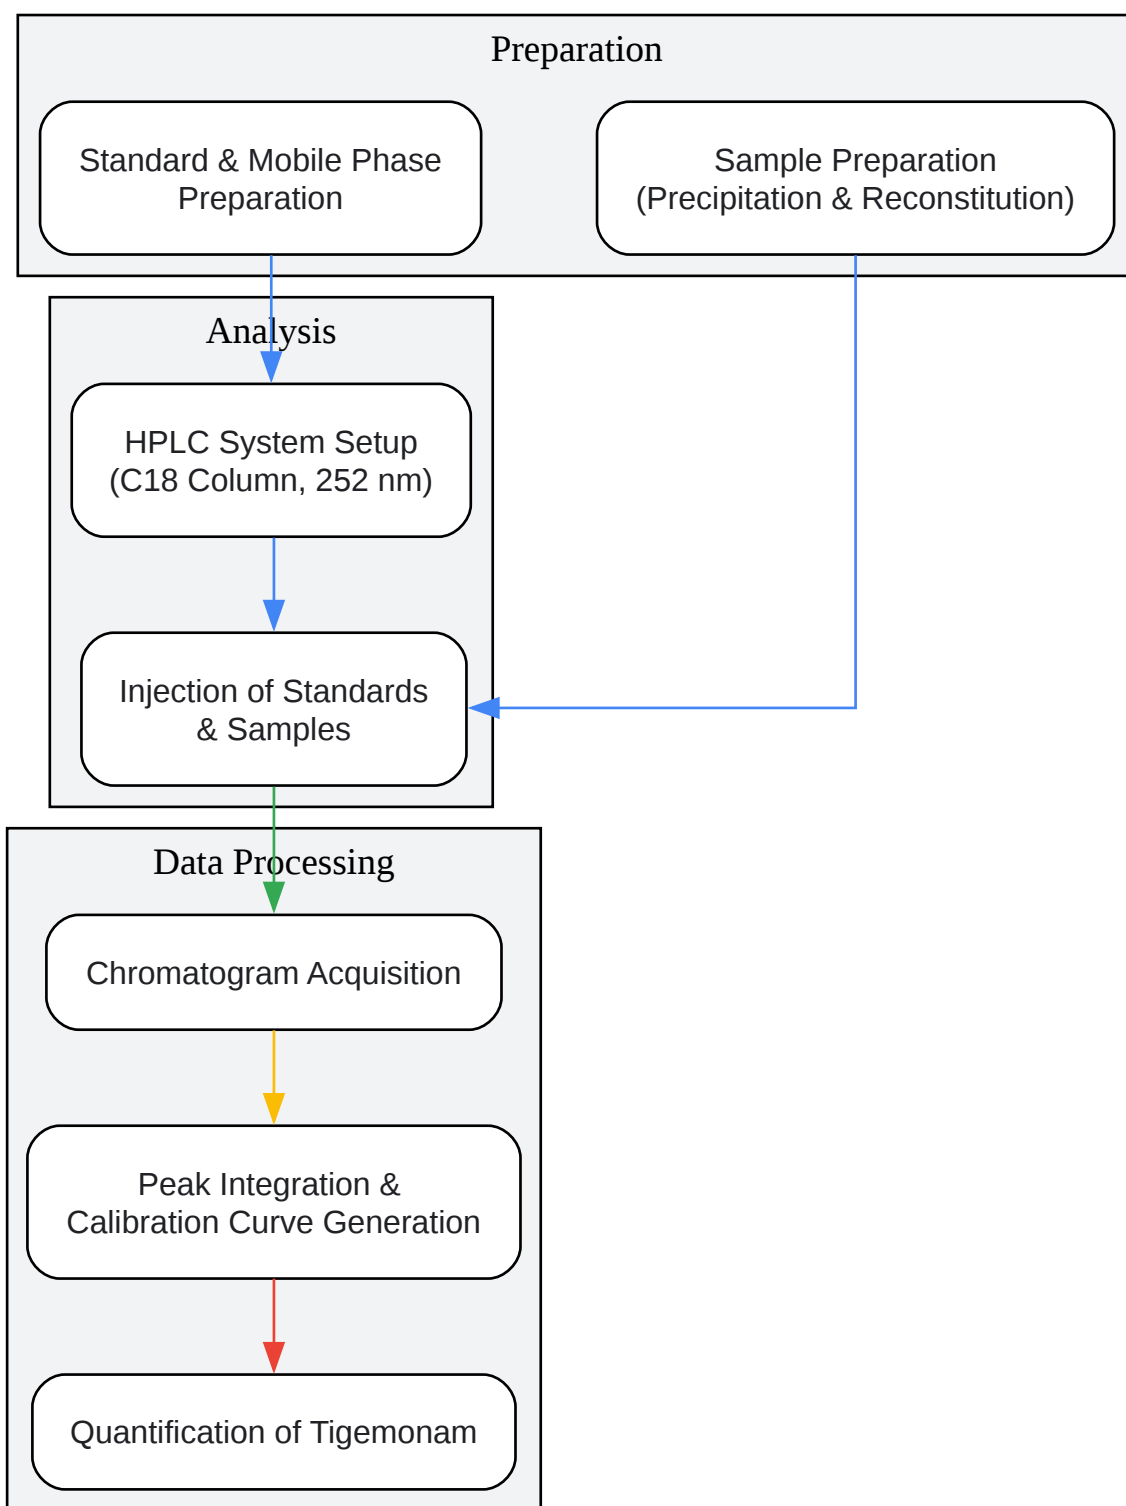 Preparation
Standard & Mobile Phase
Preparation
Sample Preparation
(Precipitation & Reconstitution)
Analysis
HPLC System Setup
(C18 Column, 252 nm)
Injection of Standards
& Samples
Data Processing
Chromatogram Acquisition
Peak Integration &
Calibration Curve Generation
Quantification of Tigemonam